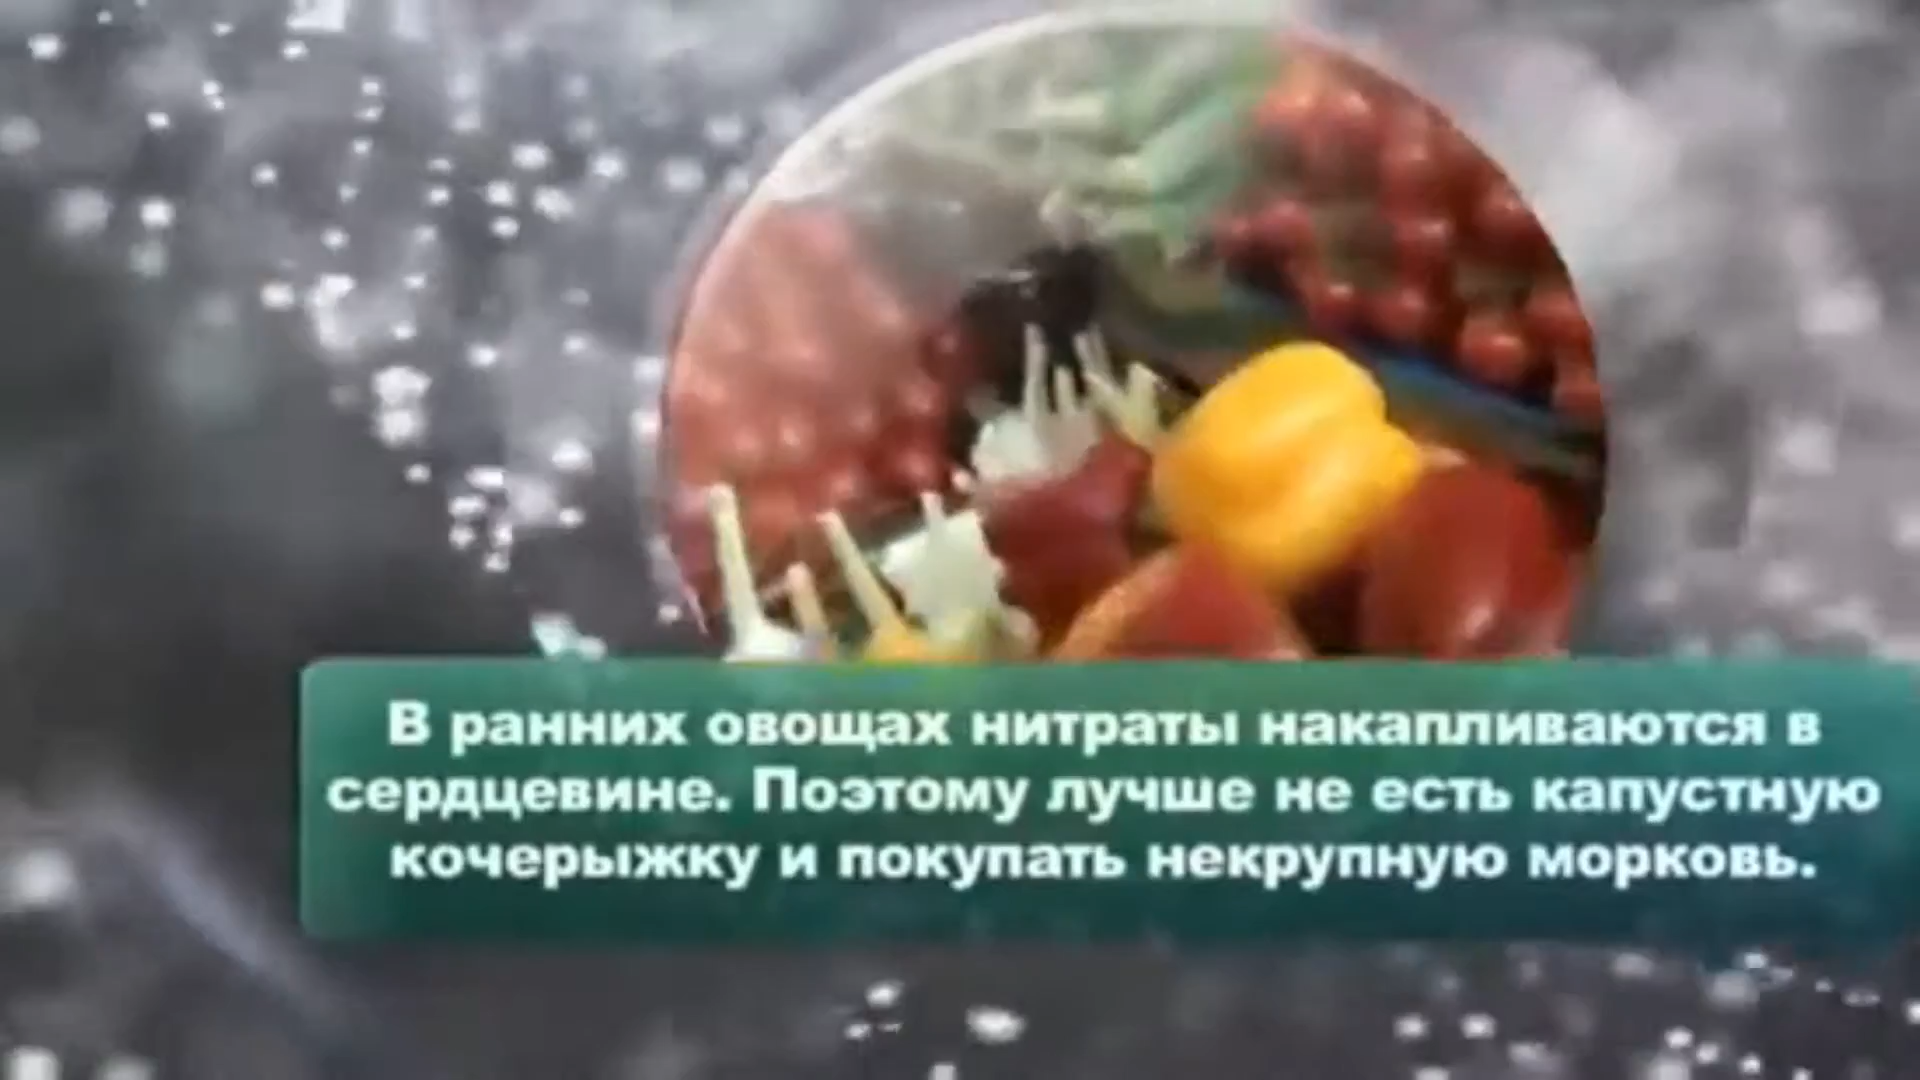 В ранних овощах нитраты накапливаются в
сердцевине. Поэтому лучше не есть капустную
кочерыжку и покупать некрупную морковь.